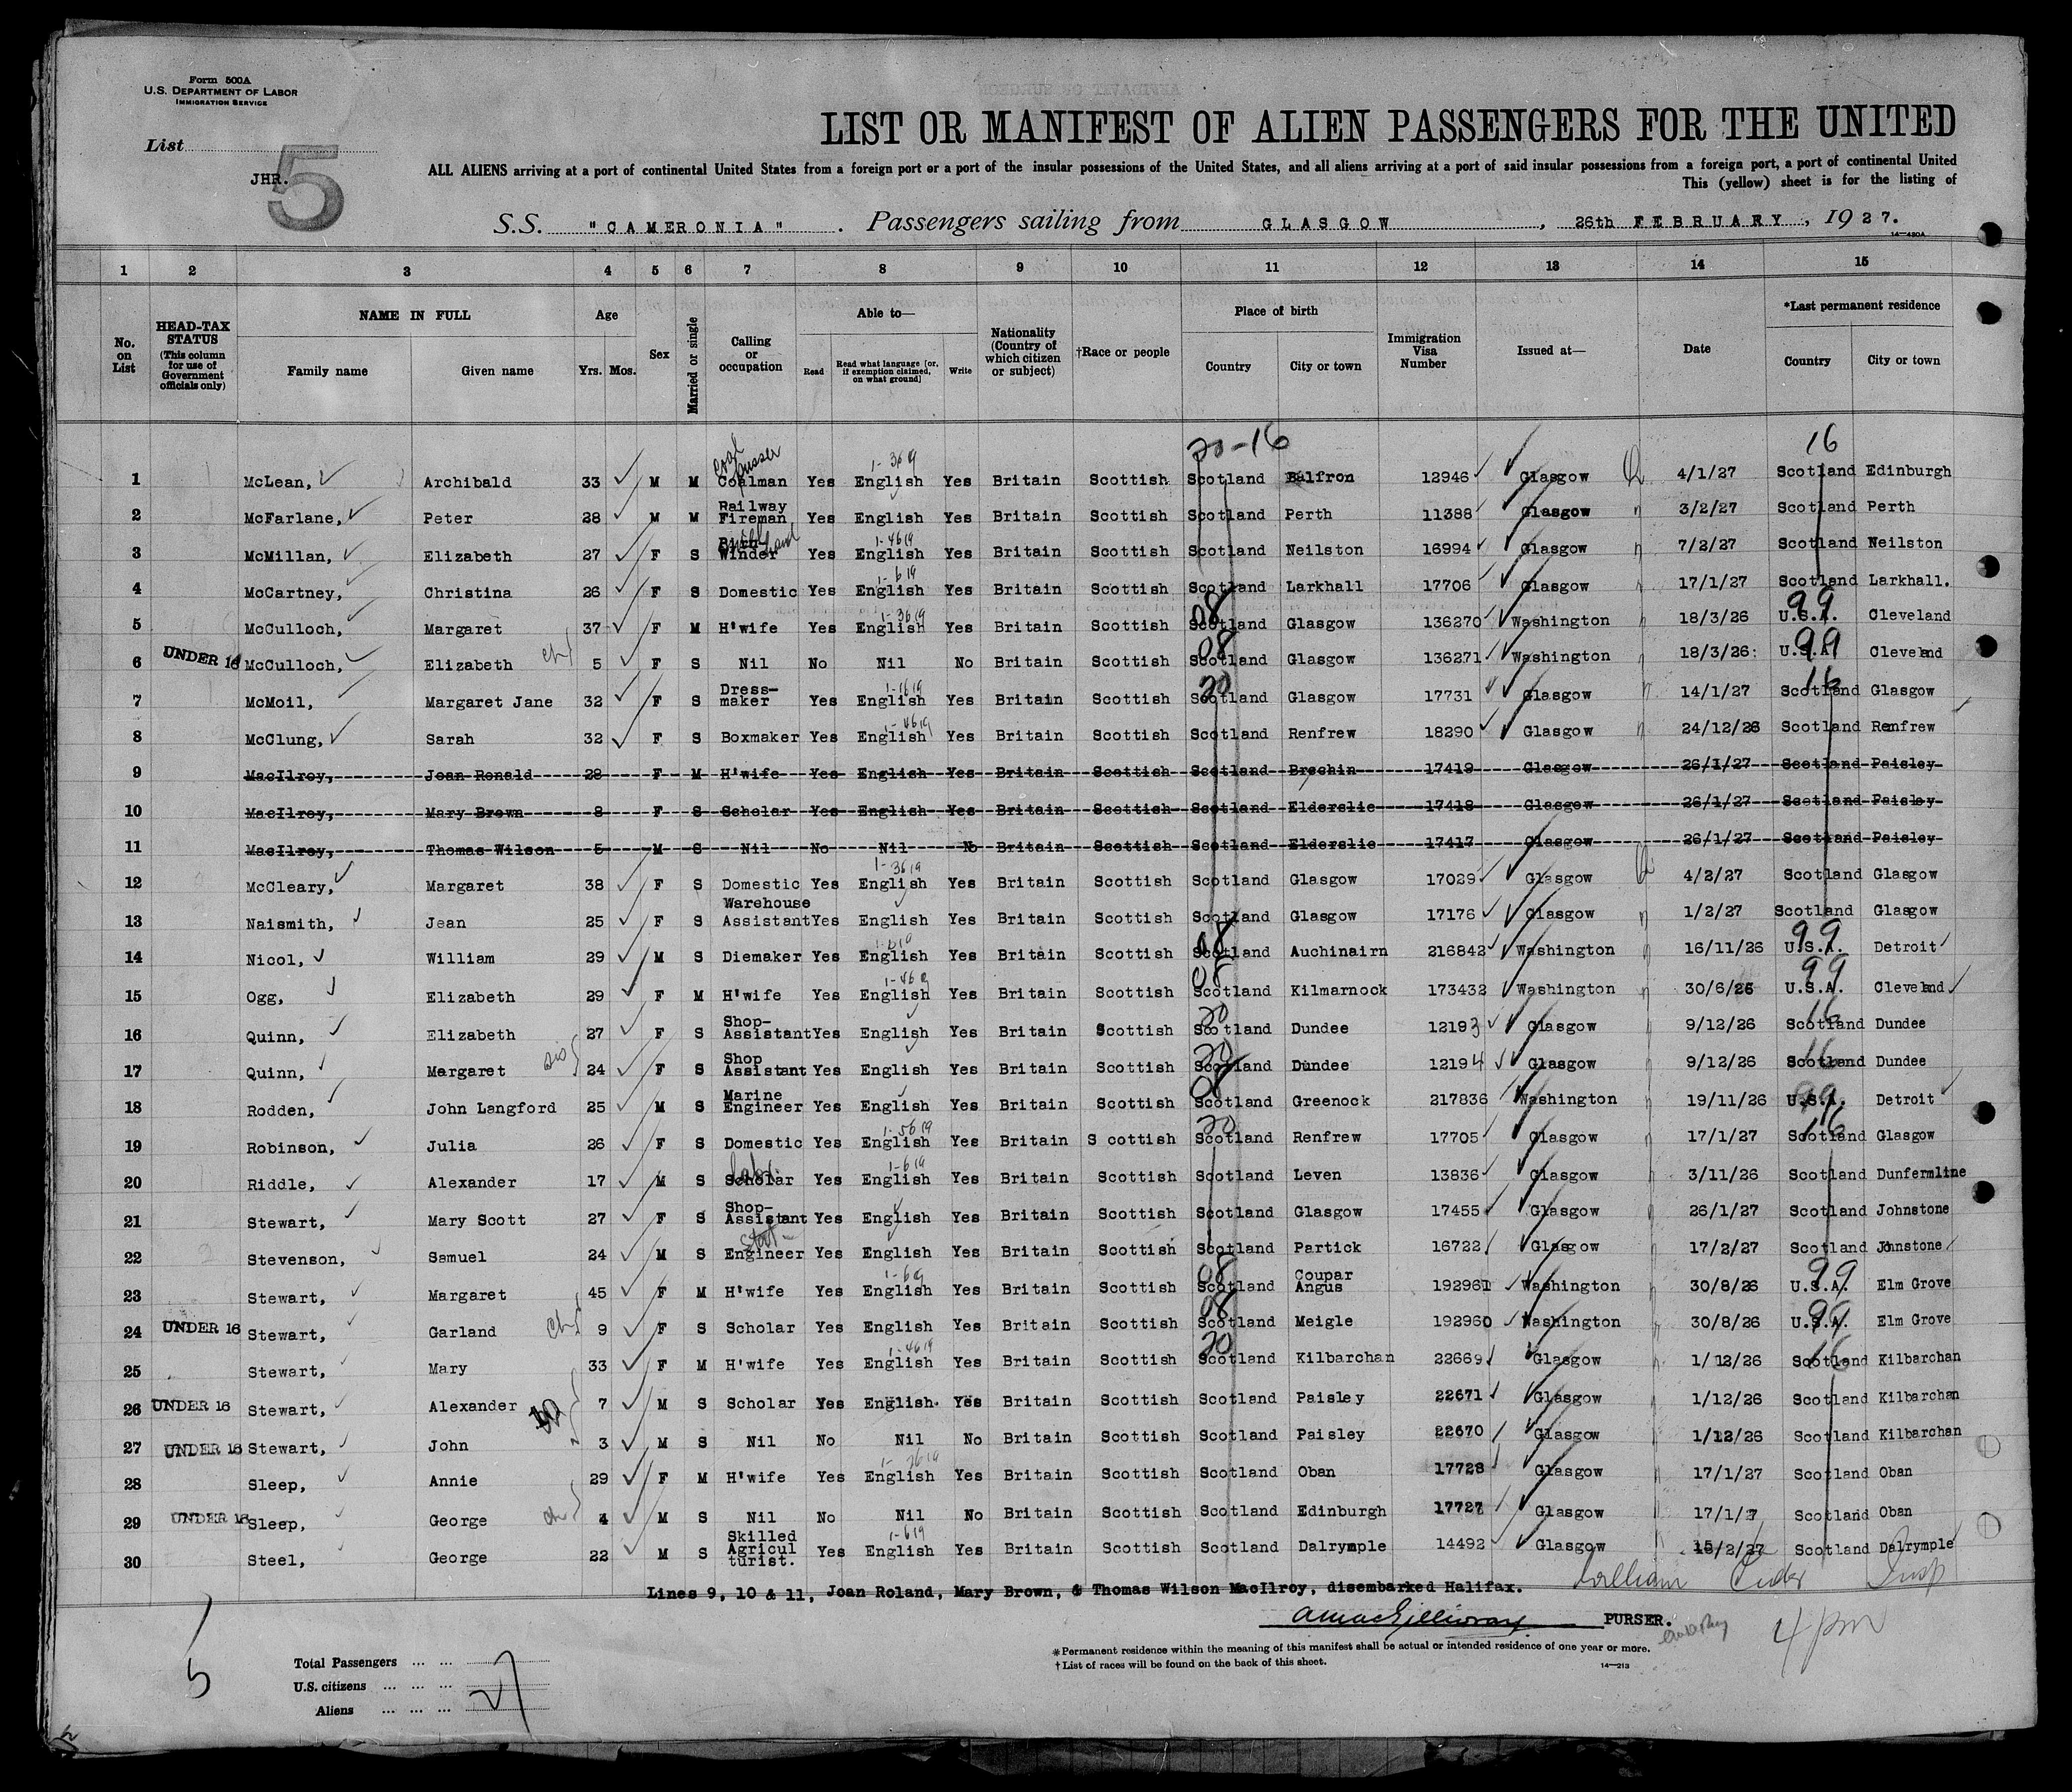 Form 500A
U.S. DEPARTMENT OF LABOR
IMMIGRATION SERVICE
List
5
JHR.
LIST OR MANIFEST OF ALIEN PASSENGERS FOR THE UNITED
ALL ALIENS arriving at a port of continental United States from a foreign port or a port of the insular possessions of the United States, and all aliens arriving at a port of said insular possessions from a foreign port, a port of continental United
This (yellow) sheet is for the listing of
S.S. "CAMERONIA". Passengers sailing from GLASGOW, 26th FEBRUARY, 1927.
14—480A
1 2 3 4 5 6 7 8 9 10 11 12 13 14 15
No. on List
HEAD-TAX STATUS (This column for use of Government officials only)
NAME IN FULL
Family name Given name
Age
Yrs. Mos.
Sex
Married or single
Calling or occupation
Able to—
Read Read what language [or, if exemption claimed, on what ground] Write
Nationality (Country of which citizen or subject)
†Race or people
Place of birth
Country City or town
Immigration Visa Number
Issued at—
Date
*Last permanent residence
Country City or town
20-16 16
1 McLean, Archibald 33 M M Coalman Yes English Yes Britain Scottish Scotland Balfron 12946 Glasgow 4/1/27 Scotland Edinburgh
2 McFarlane, Peter 28 M M Railway Fireman Yes English Yes Britain Scottish Scotland Perth 11388 Glasgow 3/2/27 Scotland Perth
3 McMillan, Elizabeth 27 F S Winder Yes English Yes Britain Scottish Scotland Neilston 16994 Glasgow 7/2/27 Scotland Neilston
4 McCartney, Christina 26 F S Domestic Yes English Yes Britain Scottish Scotland Larkhall 17706 Glasgow 17/1/27 Scotland Larkhall.
5 McCulloch, Margaret 37 F M H'wife Yes English Yes Britain Scottish Scotland Glasgow 136270 Washington 18/3/26 U.S.A. Cleveland
6 UNDER 16 McCulloch, Elizabeth 5 F S Nil No Nil No Britain Scottish Scotland Glasgow 136271 Washington 18/3/26: U.S.A. Cleveland
7 McMoil, Margaret Jane 32 F S Dress-maker Yes English Yes Britain Scottish Scotland Glasgow 17731 Glasgow 14/1/27 Scotland Glasgow
8 McClung, Sarah 32 F S Boxmaker Yes English Yes Britain Scottish Scotland Renfrew 18290 Glasgow 24/12/26 Scotland Renfrew
9 MacIlroy, Joan Ronald 28 F M H'wife Yes English Yes Britain Scottish Scotland Brechin 17419 Glasgow 26/1/27 Scotland Paisley
10 MacIlroy, Mary Brown 8 F S Scholar Yes English Yes Britain Scottish Scotland Elderslie 17418 Glasgow 26/1/27 Scotland Paisley
11 MacIlroy, Thomas Wilson 5 M S Nil No Nil No Britain Scottish Scotland Elderslie 17417 Glasgow 26/1/27 Scotland Paisley
12 McCleary, Margaret 38 F S Domestic Yes English Yes Britain Scottish Scotland Glasgow 17029 Glasgow 4/2/27 Scotland Glasgow
13 Naismith, Jean 25 F S Warehouse Assistant Yes English Yes Britain Scottish Scotland Glasgow 17176 Glasgow 1/2/27 Scotland Glasgow
14 Nicol, William 29 M S Diemaker Yes English Yes Britain Scottish Scotland Auchinairn 216842 Washington 16/11/26 U.S.A. Detroit
15 Ogg, Elizabeth 29 F M H'wife Yes English Yes Britain Scottish Scotland Kilmarnock 173432 Washington 30/6/26 U.S.A. Cleveland
16 Quinn, Elizabeth 27 F S Shop-Assistant Yes English Yes Britain Scottish Scotland Dundee 12193 Glasgow 9/12/26 Scotland Dundee
17 Quinn, Margaret sis 24 F S Shop Assistant Yes English Yes Britain Scottish Scotland Dundee 12194 Glasgow 9/12/26 Scotland Dundee
18 Rodden, John Langford 25 M S Marine Engineer Yes English Yes Britain Scottish Scotland Greenock 217836 Washington 19/11/26 U.S.A. Detroit
19 Robinson, Julia 26 F S Domestic Yes English Yes Britain S cottish Scotland Renfrew 17705 Glasgow 17/1/27 Scotland Glasgow
20 Riddle, Alexander 17 M S Scholar Yes English Yes Britain Scottish Scotland Leven 13836 Glasgow 3/11/26 Scotland Dunfermline
21 Stewart, Mary Scott 27 F S Shop-Assistant Yes English Yes Britain Scottish Scotland Glasgow 17455 Glasgow 26/1/27 Scotland Johnstone
22 Stevenson, Samuel 24 M S Engineer Yes English Yes Britain Scottish Scotland Partick 16722 Glasgow 17/2/27 Scotland Johnstone
23 Stewart, Margaret 45 F M H'wife Yes English Yes Britain Scottish Scotland Coupar Angus 192961 Washington 30/8/26 U.S.A. Elm Grove
24 UNDER 16 Stewart, Garland 9 F S Scholar Yes English Yes Britain Scottish Scotland Meigle 192960 Washington 30/8/26 U.S.A. Elm Grove
25 Stewart, Mary 33 F M H'wife Yes English Yes Britain Scottish Scotland Kilbarchan 22669 Glasgow 1/12/26 Scotland Kilbarchan
26 UNDER 16 Stewart, Alexander 7 M S Scholar Yes English. Yes Britain Scottish Scotland Paisley 22671 Glasgow 1/12/26 Scotland Kilbarchan
27 UNDER 16 Stewart, John 3 M S Nil No Nil No Britain Scottish Scotland Paisley 22670 Glasgow 1/12/26 Scotland Kilbarchan
28 Sleep, Annie 29 F M H'wife Yes English Yes Britain Scottish Scotland Oban 17728 Glasgow 17/1/27 Scotland Oban
29 UNDER 16 Sleep, George 4 M S Nil No Nil No Britain Scottish Scotland Edinburgh 17727 Glasgow 17/1/7 Scotland Oban
30 Steel, George 22 M S Skilled Agricul turist. Yes English Yes Britain Scottish Scotland Dalrymple 14492 Glasgow 15/2/27 Scotland Dalrymple
Lines 9, 10 & 11, Joan Roland, Mary Brown, & Thomas Wilson MacIlroy, disembarked Halifax.
PURSER.
4 pm
*Permanent residence within the meaning of this manifest shall be actual or intended residence of one year or more.
†List of races will be found on the back of this sheet.
14—213
5
Total Passengers
U.S. citizens
Aliens
27